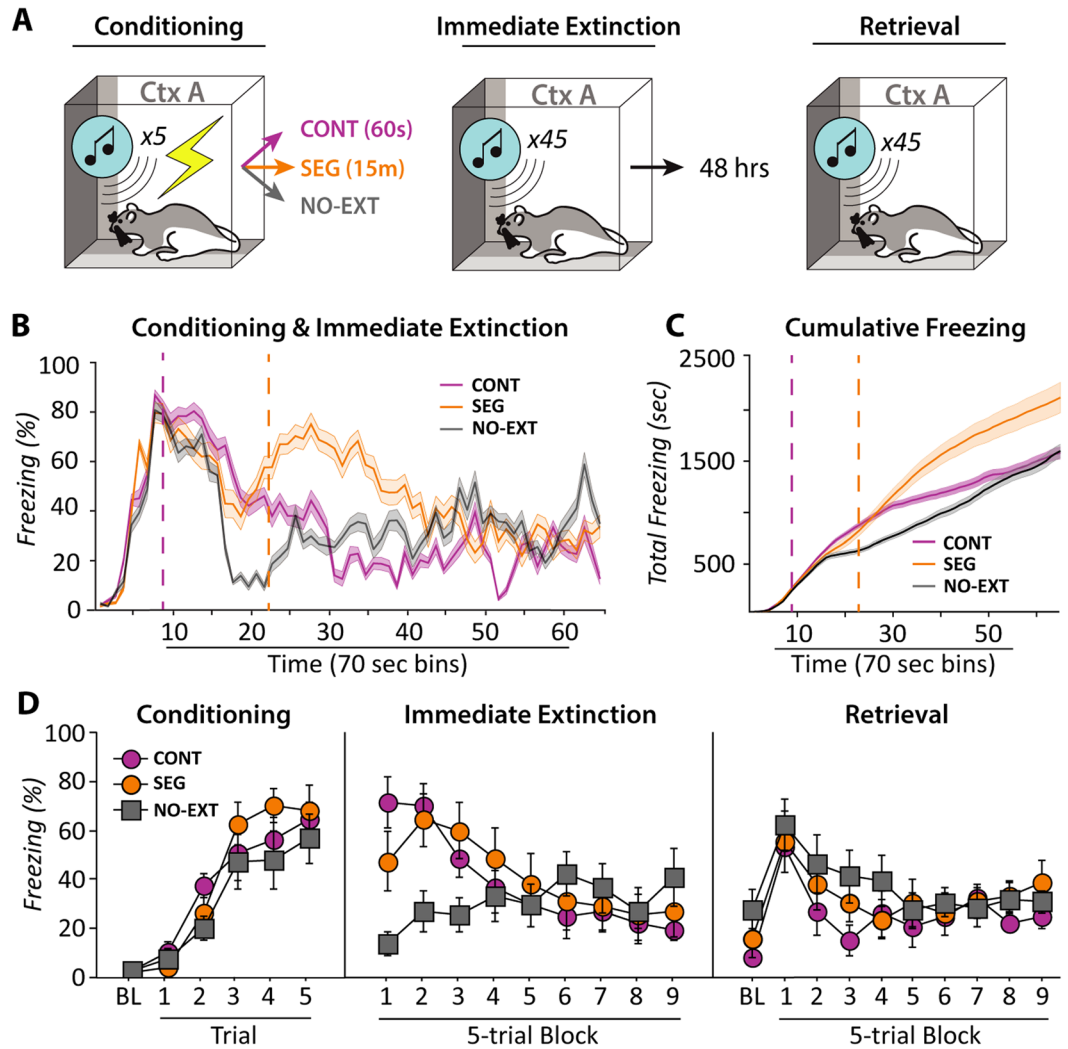 A
Conditioning
Immediate Extinction
Retrieval
Ctx A
x5
CONT (60s)
SEG (15m)
NO-EXT
Ctx A
x45
48 hrs
Ctx A
x45
B
Conditioning & Immediate Extinction
Freezing (%)
100
80
60
40
20
0
CONT
SEG
NO-EXT
10
20
30
40
50
60
Time (70 sec bins)
C
Cumulative Freezing
Total Freezing (sec)
2500
1500
500
CONT
SEG
NO-EXT
10
30
50
Time (70 sec bins)
D
Conditioning
Immediate Extinction
Retrieval
Freezing (%)
100
80
60
40
20
0
CONT
SEG
NO-EXT
BL 1 2 3 4 5
Trial
1 2 3 4 5 6 7 8 9
5-trial Block
BL 1 2 3 4 5 6 7 8 9
5-trial Block